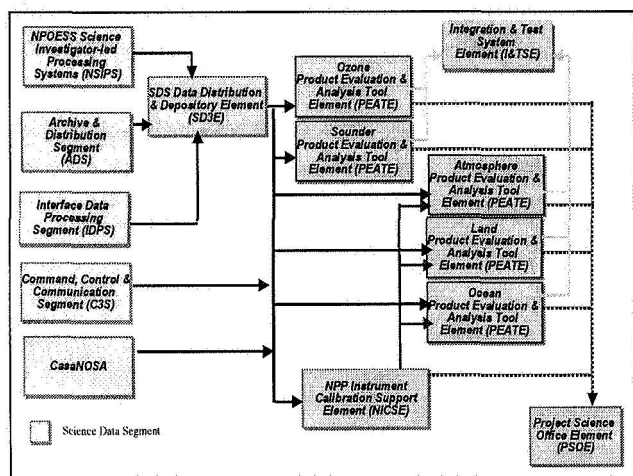 NPOESS Science
Investigator-led
Processing
Systems (NSIPS)
Archive &
Distribution
Segment
(ADS)
Interface Data
Processing
Segment (IDPS)
Command, Control &
Communication
Segment (C3S)
CasaNOSA
Science Data Segment
SDS Data Distribution
& Depository Element
(SD3E)
Ozone
Product Evaluation &
Analysis Tool
Element (PEATE)
Sounder
Product Evaluation &
Analysis Tool
Element (PEATE)
Integration & Test
System
Element (I&TSE)
Atmosphere
Product Evaluation &
Analysis Tool
Element (PEATE)
Land
Product Evaluation &
Analysis Tool
Element (PEATE)
Ocean
Product Evaluation &
Analysis Tool
Element (PEATE)
NPP Instrument
Calibration Support
Element (NICSE)
Project Science
Office Element
(PSOE)